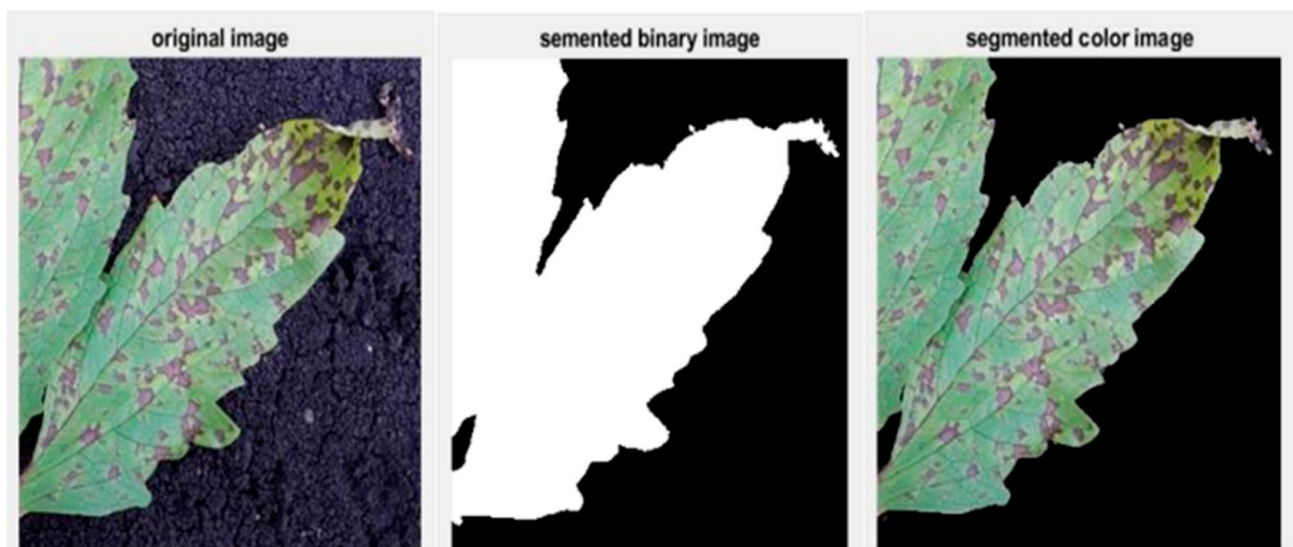 original image
semented binary image
segmented color image